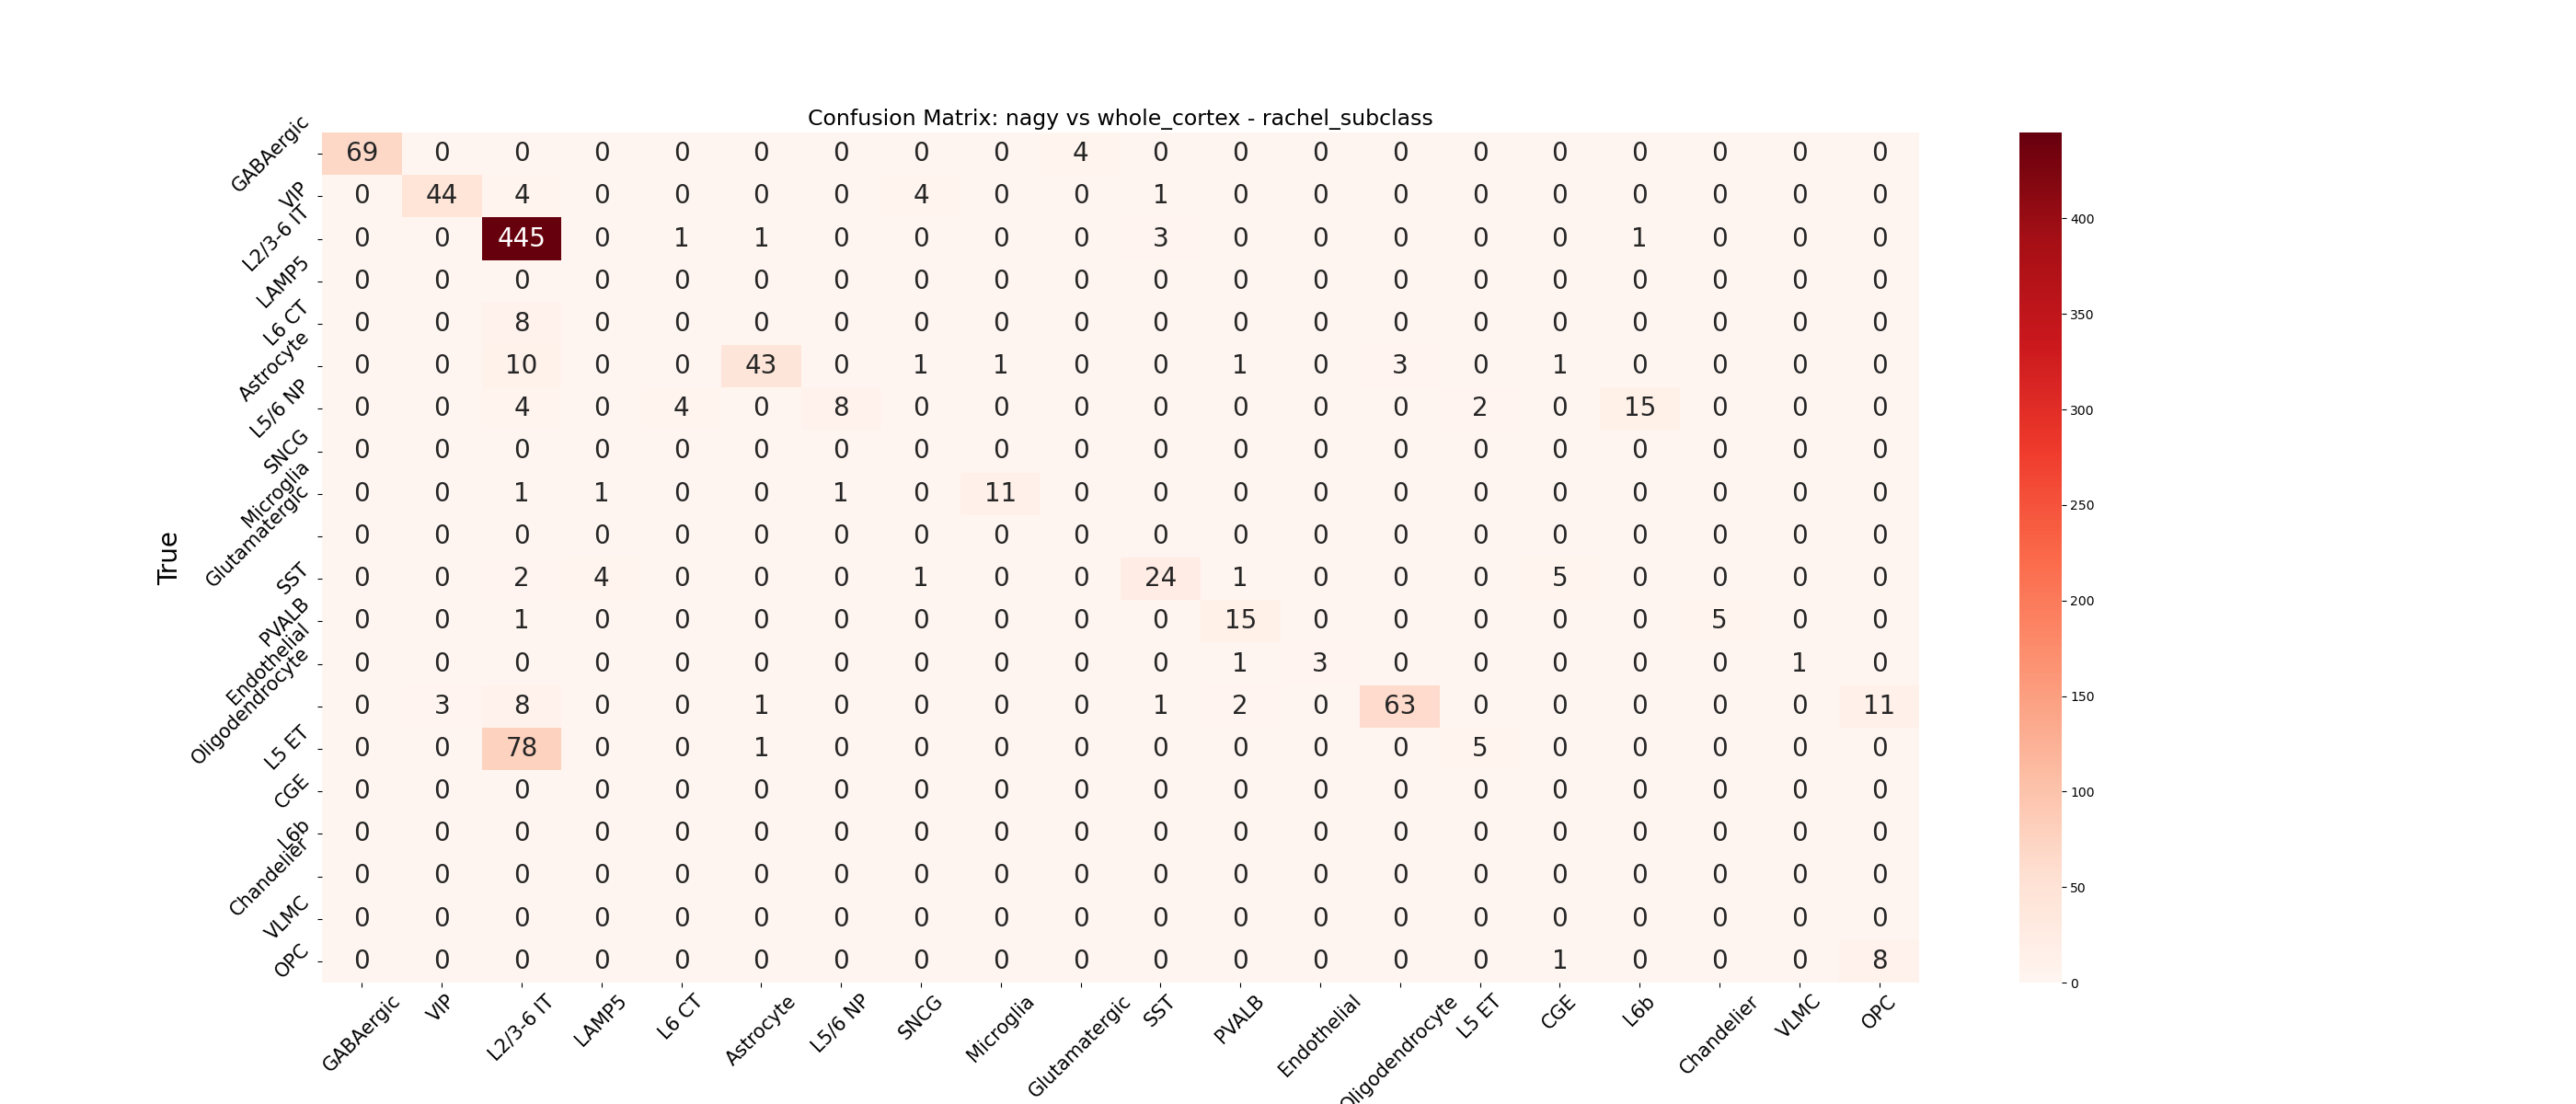 Confusion Matrix: nagy vs whole_cortex - rachel_subclass
True
GABAergic 69 0 0 0 0 0 0 0 0 4 0 0 0 0 0 0 0 0 0 0
VIP 0 44 4 0 0 0 0 4 0 0 1 0 0 0 0 0 0 0 0 0
L2/3-6 IT 0 0 445 0 1 1 0 0 0 0 3 0 0 0 0 0 1 0 0 0
LAMP5 0 0 0 0 0 0 0 0 0 0 0 0 0 0 0 0 0 0 0 0
L6 CT 0 0 8 0 0 0 0 0 0 0 0 0 0 0 0 0 0 0 0 0
Astrocyte 0 0 10 0 0 43 0 1 1 0 0 1 0 3 0 1 0 0 0 0
L5/6 NP 0 0 4 0 4 0 8 0 0 0 0 0 0 0 2 0 15 0 0 0
SNCG 0 0 0 0 0 0 0 0 0 0 0 0 0 0 0 0 0 0 0 0
Microglia 0 0 1 1 0 0 1 0 11 0 0 0 0 0 0 0 0 0 0 0
Glutamatergic 0 0 0 0 0 0 0 0 0 0 0 0 0 0 0 0 0 0 0 0
SST 0 0 2 4 0 0 0 1 0 0 24 1 0 0 0 5 0 0 0 0
PVALB 0 0 1 0 0 0 0 0 0 0 0 15 0 0 0 0 0 5 0 0
Endothelial 0 0 0 0 0 0 0 0 0 0 0 1 3 0 0 0 0 0 1 0
Oligodendrocyte 0 3 8 0 0 1 0 0 0 0 1 2 0 63 0 0 0 0 0 11
L5 ET 0 0 78 0 0 1 0 0 0 0 0 0 0 0 5 0 0 0 0 0
CGE 0 0 0 0 0 0 0 0 0 0 0 0 0 0 0 0 0 0 0 0
L6b 0 0 0 0 0 0 0 0 0 0 0 0 0 0 0 0 0 0 0 0
Chandelier 0 0 0 0 0 0 0 0 0 0 0 0 0 0 0 0 0 0 0 0
VLMC 0 0 0 0 0 0 0 0 0 0 0 0 0 0 0 0 0 0 0 0
OPC 0 0 0 0 0 0 0 0 0 0 0 0 0 0 0 1 0 0 0 8
GABAergic VIP L2/3-6 IT LAMP5 L6 CT Astrocyte L5/6 NP SNCG Microglia Glutamatergic SST PVALB Endothelial Oligodendrocyte L5 ET CGE L6b Chandelier VLMC OPC
400
350
300
250
200
150
100
50
0